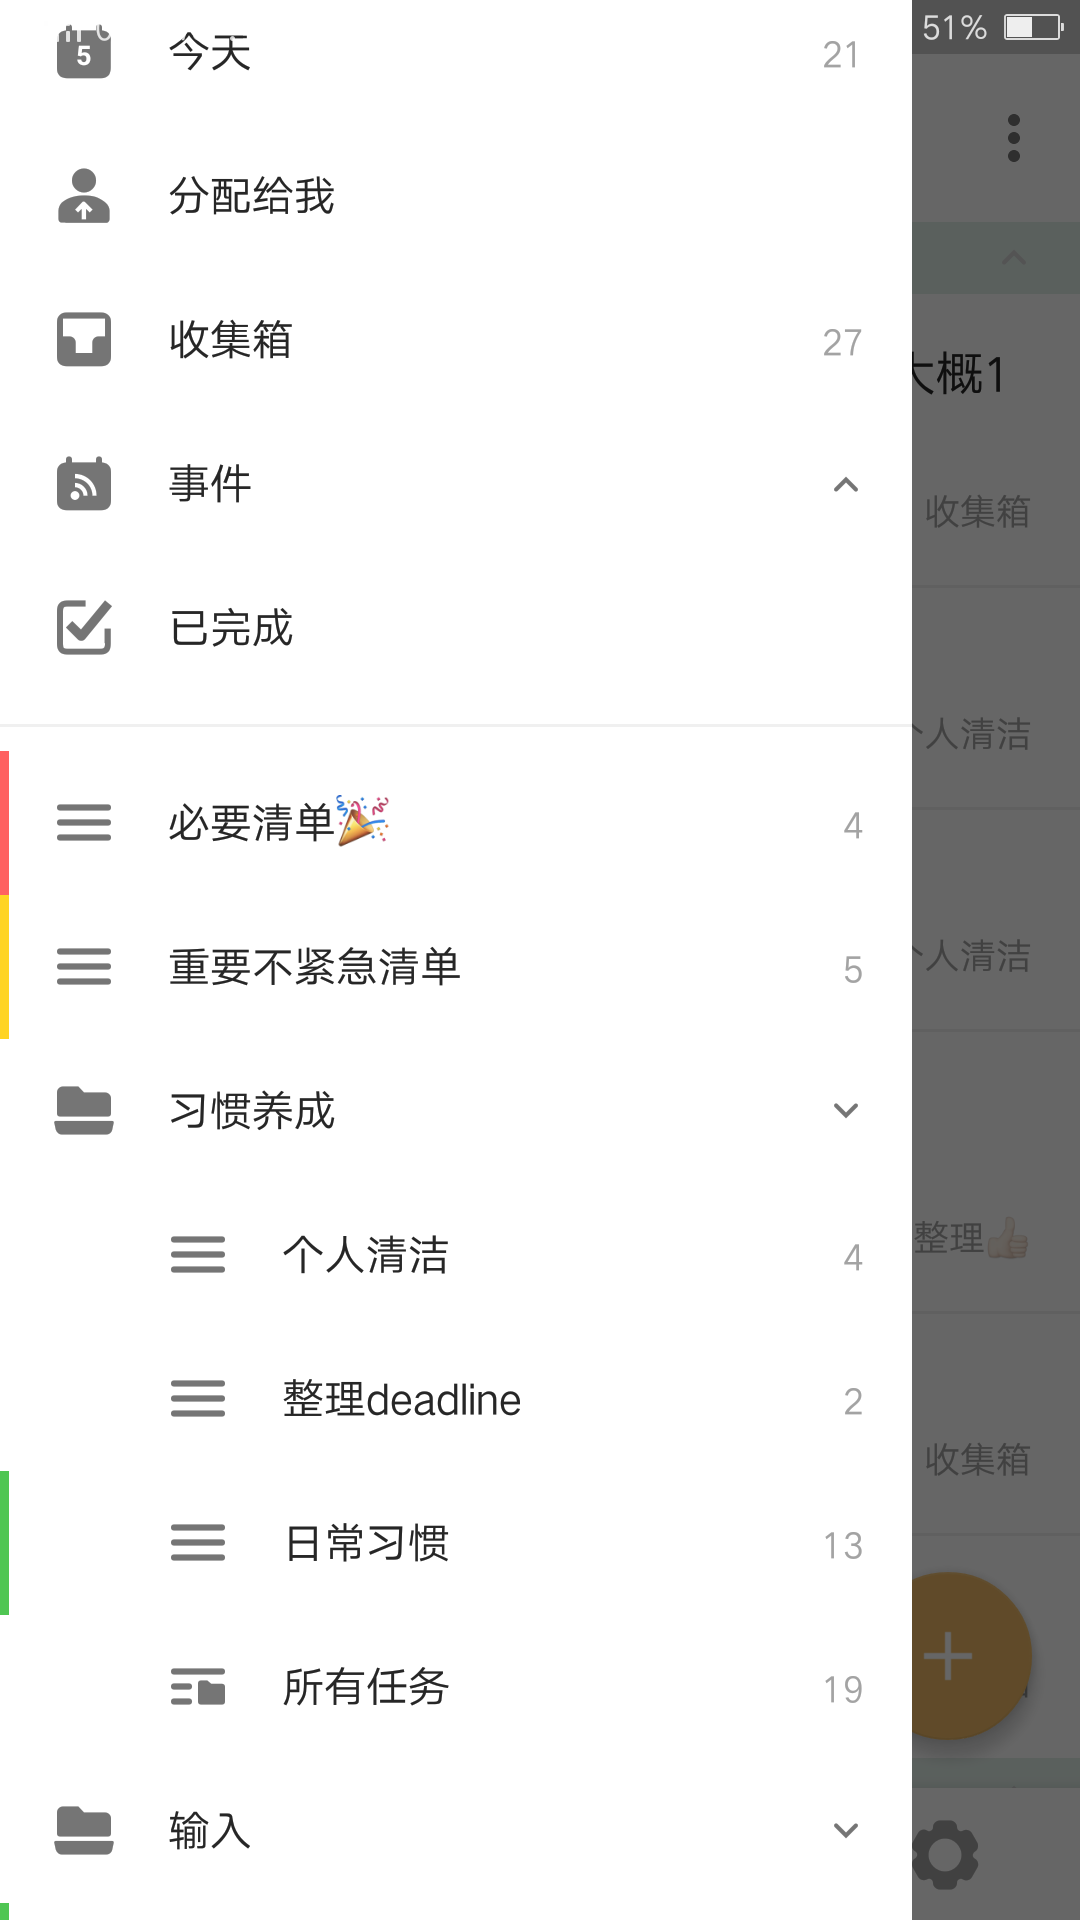 51%
5
今天 21
分配给我
收集箱 27
概1
事件
收集箱
已完成
人清洁
必要清单🎉 4
重要不紧急清单 5
人清洁
习惯养成
整理👍
个人清洁 4
整理deadline 2
收集箱
日常习惯 13
所有任务 19
输入